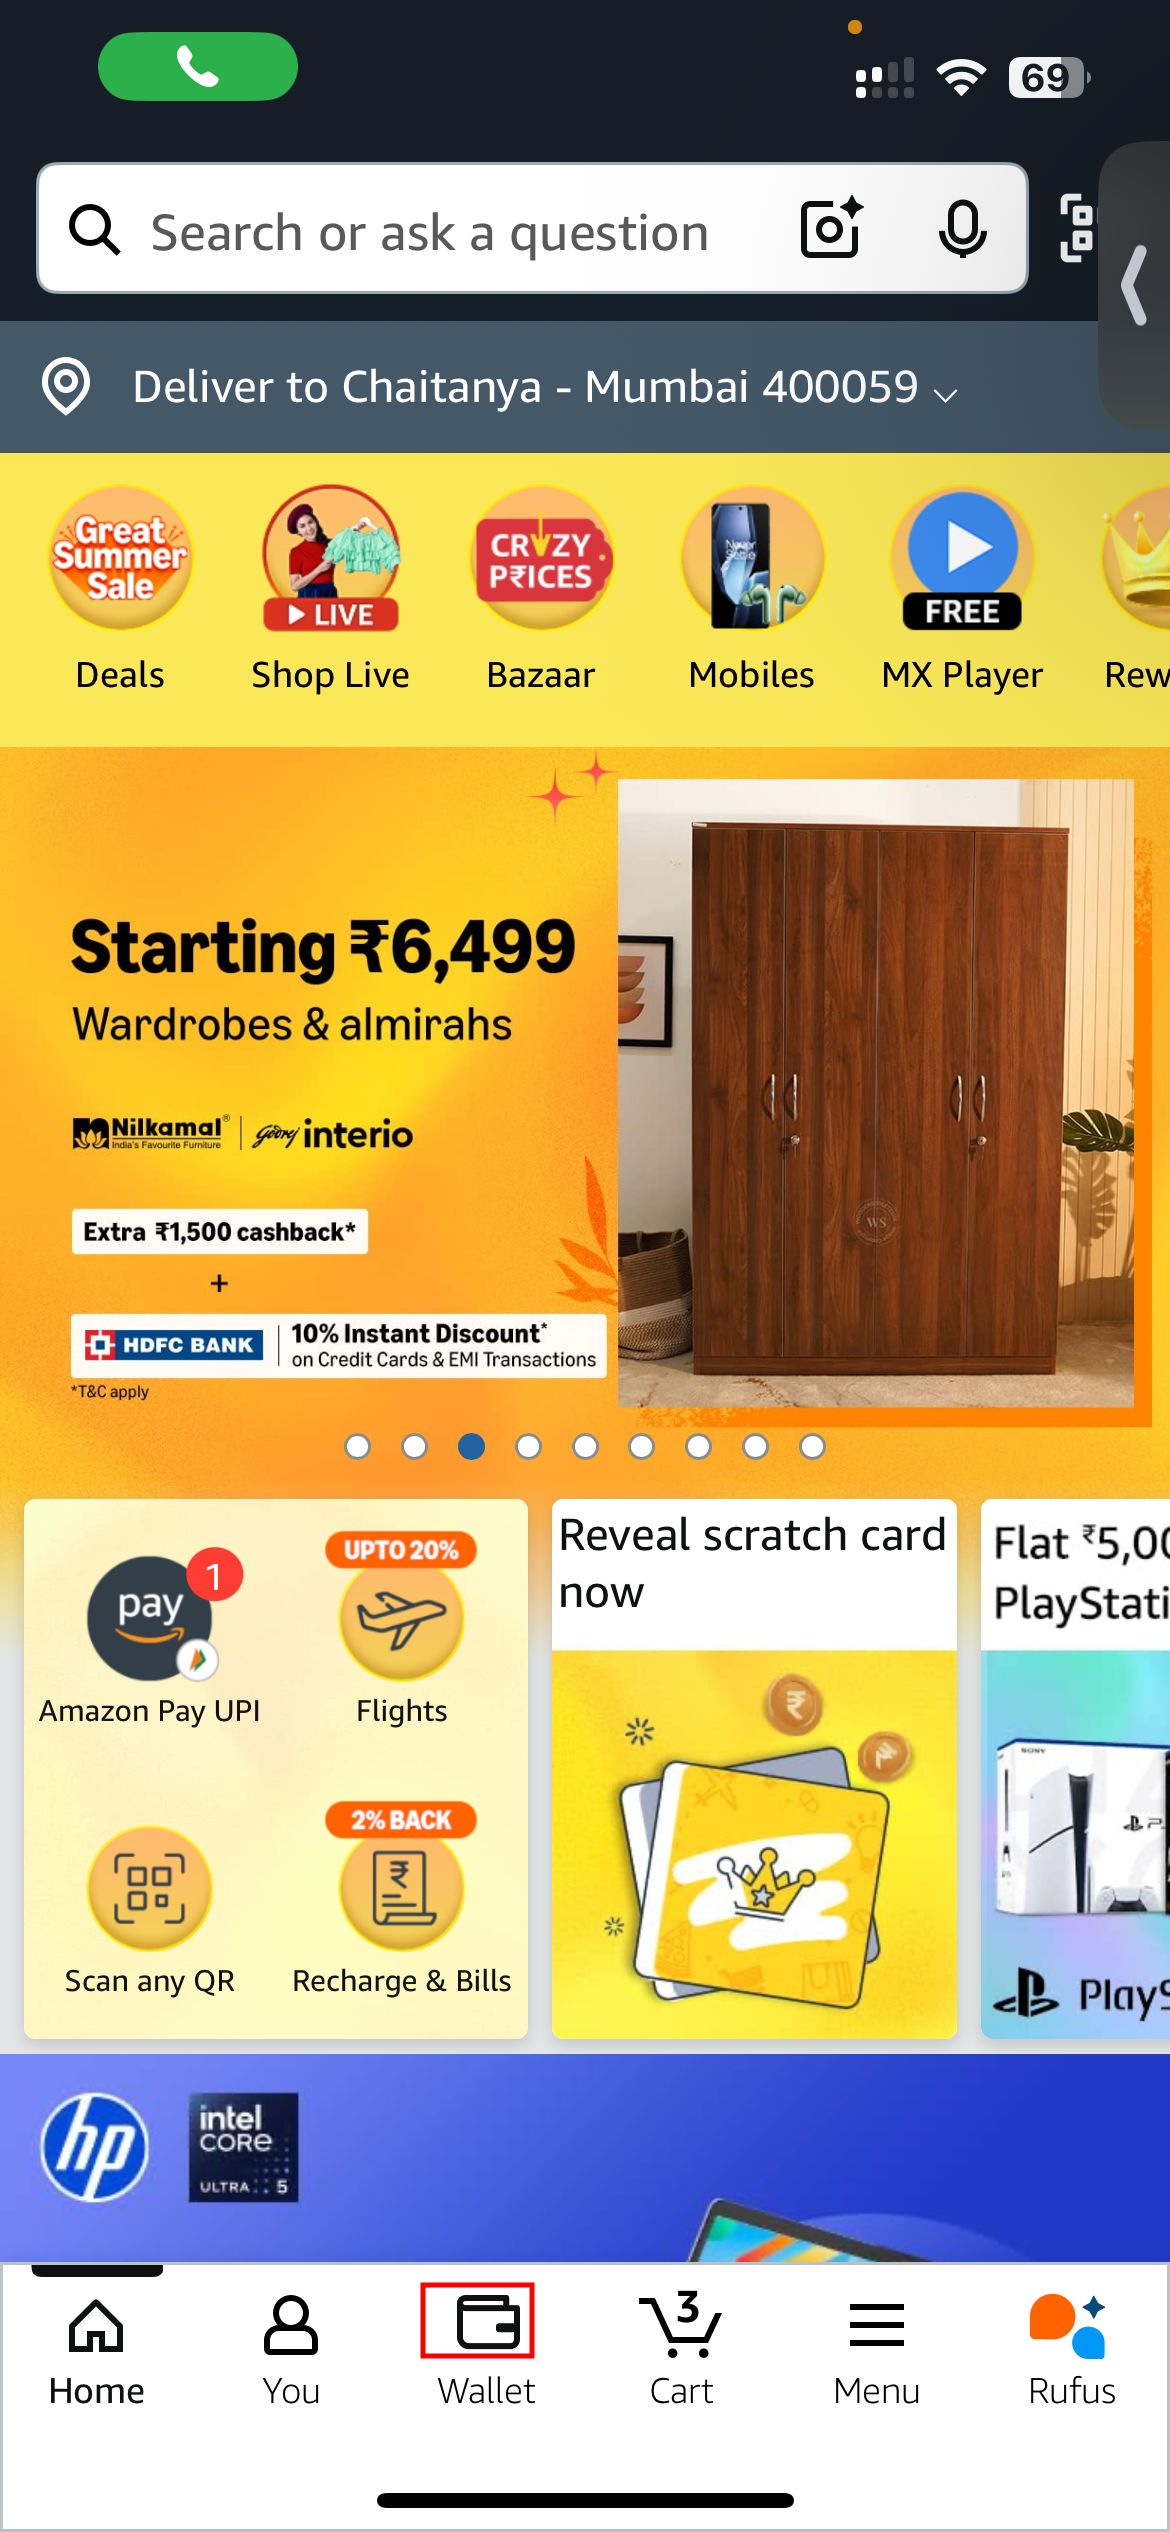 69
Search or ask a question
Deliver to Chaitanya - Mumbai 400059
Great
Summer
Sale
LIVE
CRAZY
P₹ICES
FREE
Deals
Shop Live
Bazaar
Mobiles
MX Player
Rew
Starting ₹6,499
Wardrobes & almirahs
Nilkamal®
India's Favourite Furniture
Godrej interio
Extra ₹1,500 cashback*
+
HDFC BANK
10% Instant Discount*
on Credit Cards & EMI Transactions
*T&C apply
WS
pay
1
Amazon Pay UPI
UPTO 20%
Flights
Scan any QR
2% BACK
Recharge & Bills
Reveal scratch card
now
Flat ₹5,00
PlayStati
SONY
PlayS
hp
intel
CORE
ULTRA 5
Home
You
Wallet
3
Cart
Menu
Rufus